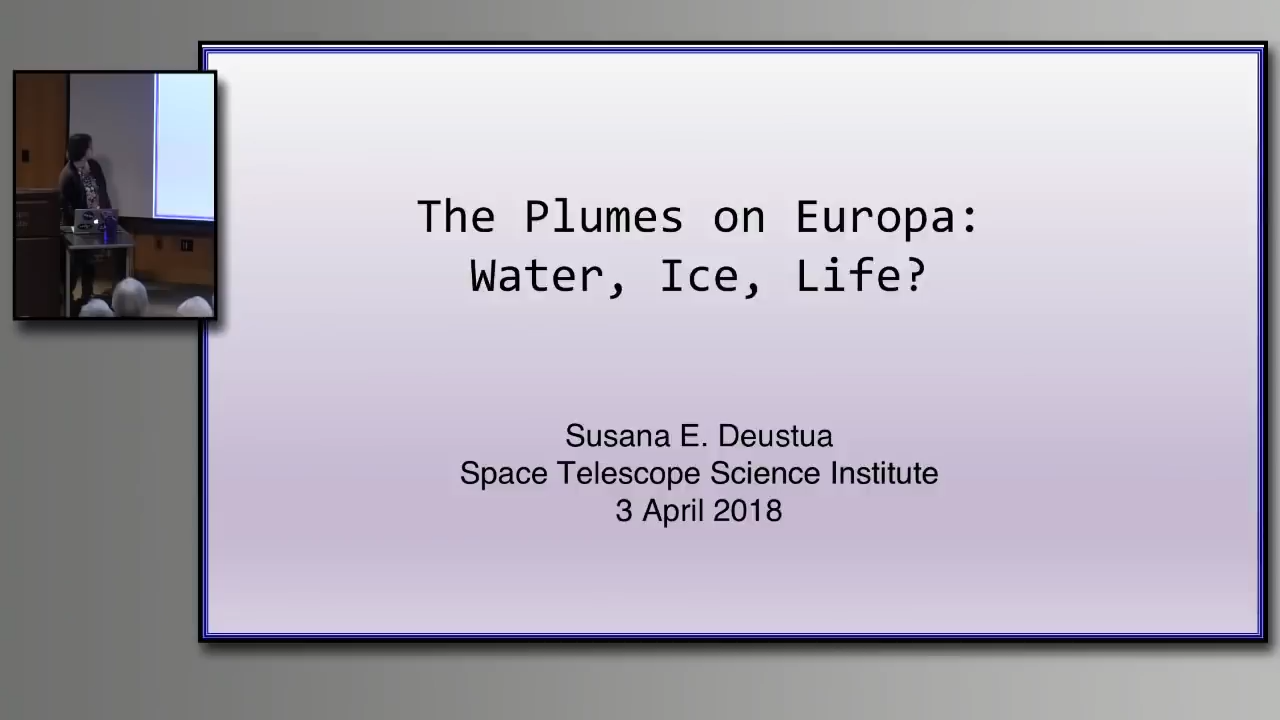 The Plumes on Europa:
Water, Ice, Life?
Susana E. Deustua
Space Telescope Science Institute
3 April 2018